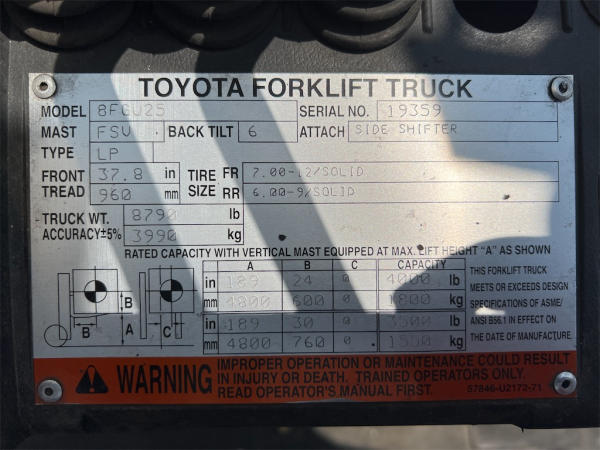 TOYOTA FORKLIFT TRUCK
MODEL 8FGU25 SERIAL NO. 19359
MAST FSV BACK TILT 6 ATTACH SIDE SHIFTER
TYPE LP
FRONT TREAD 37.8 in 960 mm
TIRE SIZE FR 7.00-12/SOLID RR 6.00-9/SOLID
TRUCK WT. 8790 lb
ACCURACY±5% 3990 kg
RATED CAPACITY WITH VERTICAL MAST EQUIPPED AT MAX. LIFT HEIGHT "A" AS SHOWN
A B C CAPACITY
in 189 24 0 4000 lb
mm 4800 600 0 1800 kg
in 189 30 0 3500 lb
mm 4800 760 0 1550 kg
B
B A C
THIS FORKLIFT TRUCK
MEETS OR EXCEEDS DESIGN
SPECIFICATIONS OF ASME/
ANSI B56.1 IN EFFECT ON
THE DATE OF MANUFACTURE.
WARNING
IMPROPER OPERATION OR MAINTENANCE COULD RESULT
IN INJURY OR DEATH. TRAINED OPERATORS ONLY.
READ OPERATOR'S MANUAL FIRST.
57846-U2172-71